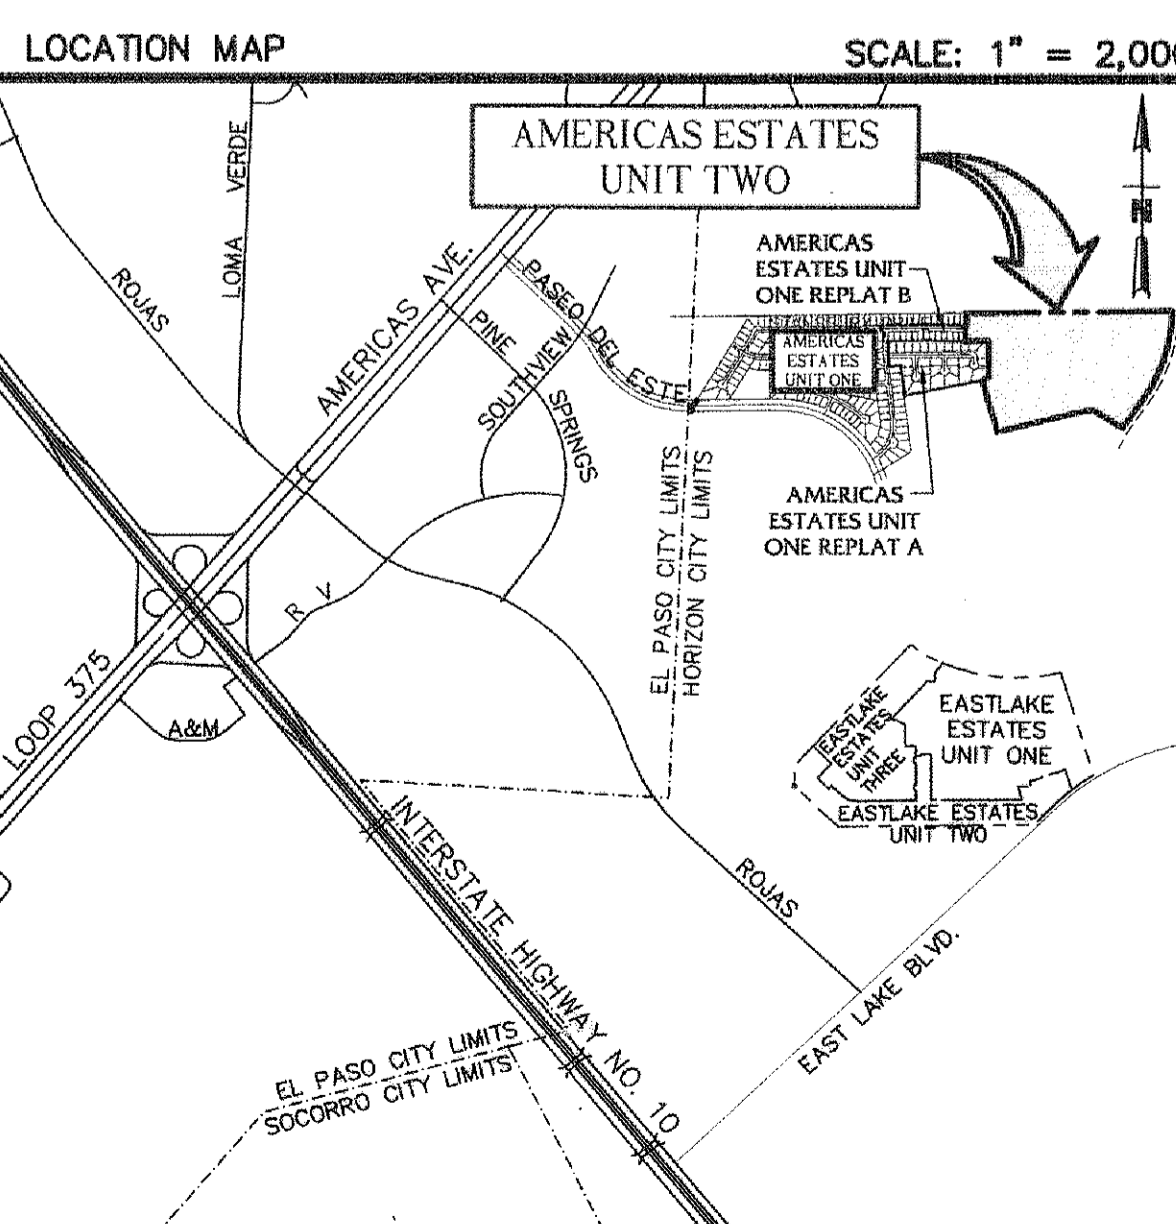 LOCATION MAP
SCALE: 1" = 2,00
AMERICAS ESTATES
UNIT TWO
N
LOMA VERDE
ROJAS
AMERICAS AVE.
PASEO DEL ESTE
PINE SPRINGS
SOUTHVIEW
AMERICAS
ESTATES UNIT
ONE REPLAT B
AMERICAS
ESTATES
UNIT ONE
AMERICAS
ESTATES UNIT
ONE REPLAT A
EL PASO CITY LIMITS
HORIZON CITY LIMITS
R V
LOOP 375
A&M
EASTLAKE
ESTATES
UNIT
THREE
EASTLAKE
ESTATES
UNIT ONE
EASTLAKE ESTATES
UNIT TWO
INTERSTATE HIGHWAY NO. 10
ROJAS
EAST LAKE BLVD.
EL PASO CITY LIMITS
SOCORRO CITY LIMITS